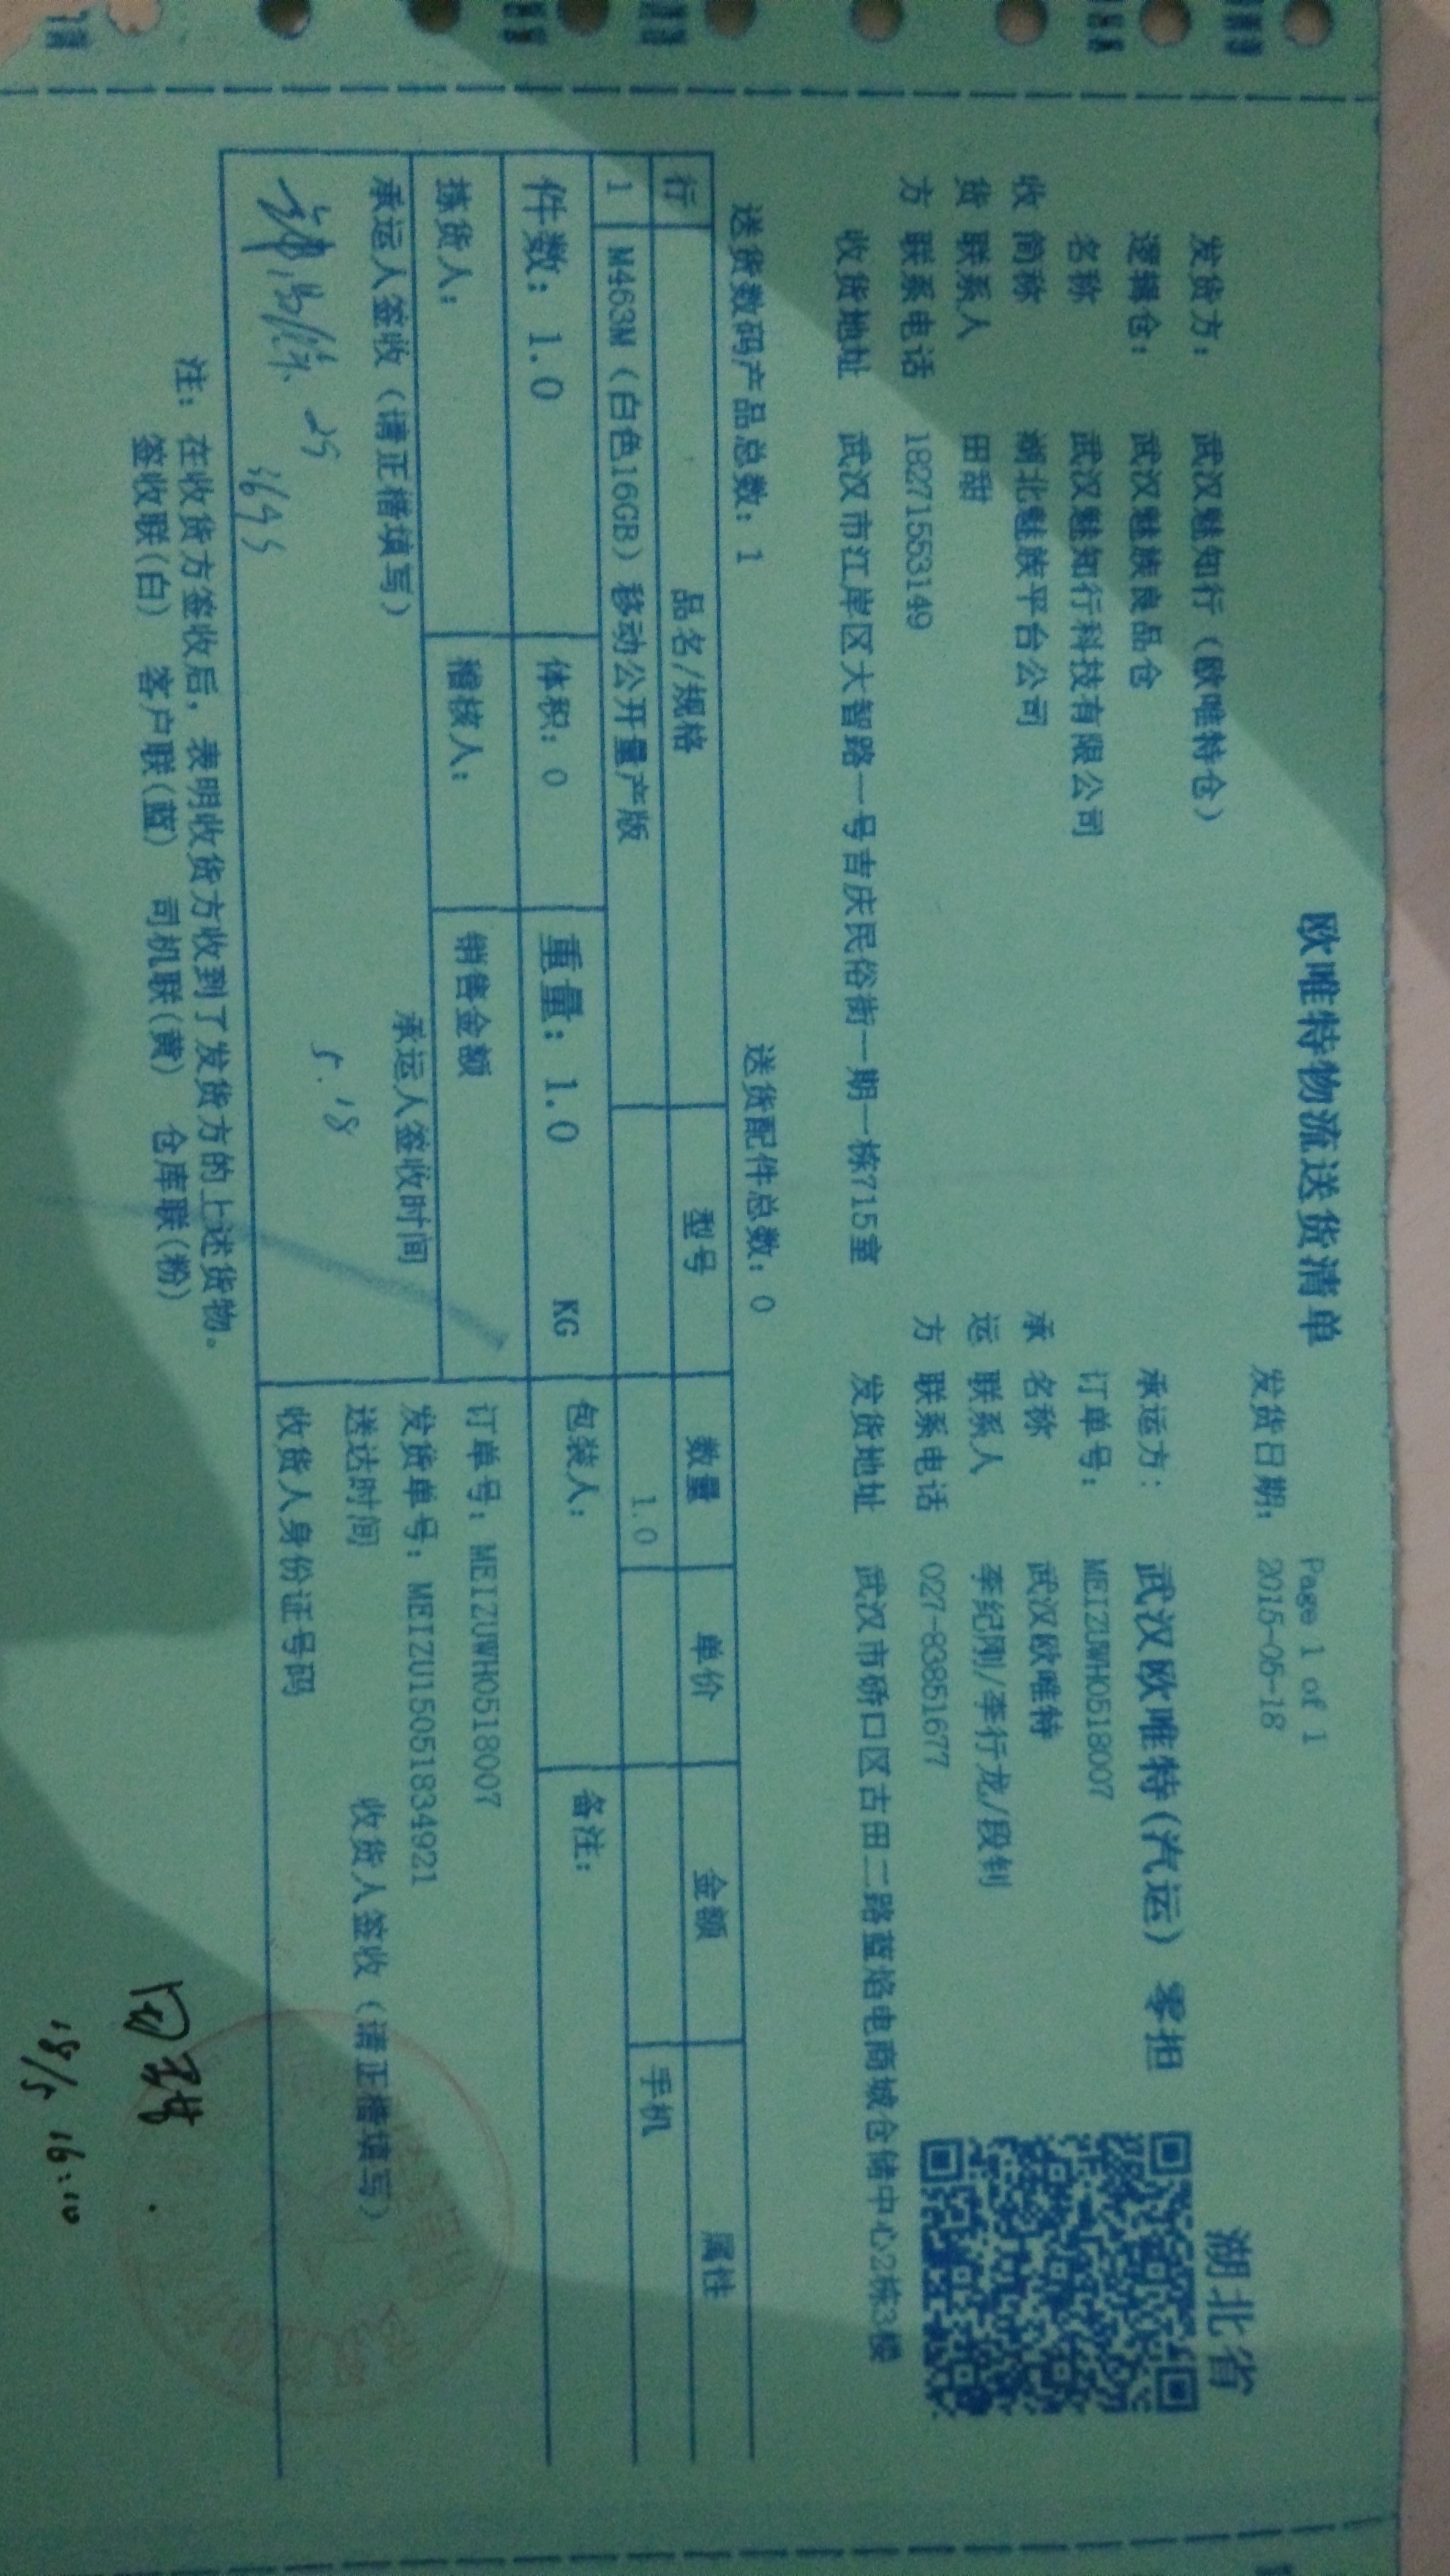 欧唯特物流送货清单
Page 1 of 1
发货日期： 2015-05-18
湖北省
发货方： 武汉魅知行（欧唯特仓） 承运方： 武汉欧唯特（汽运） 零担
逻辑仓： 武汉魅族良品仓 订单号： MEIZUWH0518007
名称 武汉魅知行科技有限公司
收 简称 湖北魅族平台公司 承 名称 武汉欧唯特
货 联系人 田甜 运 联系人 李纪刚/李行龙/段钊
方 联系电话 18271553149 方 联系电话 027-83851677
收货地址 武汉市江岸区大智路一号吉庆民俗街一期一栋715室 发货地址 武汉市硚口区古田二路蓝焰电商城仓储中心2栋3楼
送货数码产品总数：1 送货配件总数：0
行 品名/规格 型号 数量 单价 金额 属性
1 M463M（白色16GB）移动公开量产版 1.0 手机
件数：1.0 体积：0 重量：1.0 KG 包装人： 备注：
拣货人： 稽核人： 销售金额 订单号：MEIZUWH0518007
发货单号：MEIZU150518834921
承运人签收（请正楷填写） 承运人签收时间 送达时间 收货人签收（请正楷填写）
5.18
收货人身份证号码
注：在收货方签收后，表明收货方收到了发货方的上述货物。
签收联（白） 客户联（蓝） 司机联（黄） 仓库联（粉）
18/5 16:10